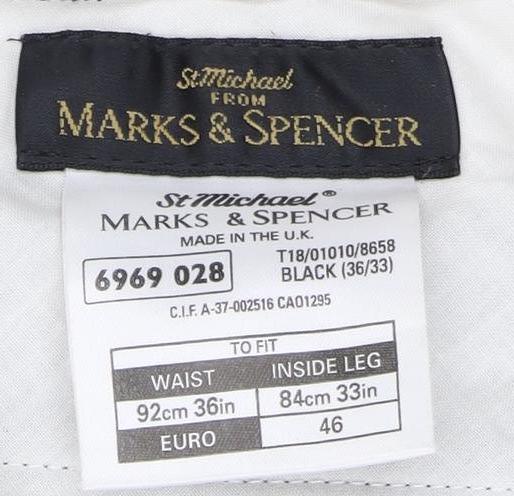 St Michael
FROM
MARKS & SPENCER
St Michael®
MARKS & SPENCER
MADE IN THE U.K.
6969 028
T18/01010/8658
BLACK (36/33)
C.I.F. A-37-002516 CA01295
TO FIT
WAIST INSIDE LEG
92cm 36in 84cm 33in
EURO 46